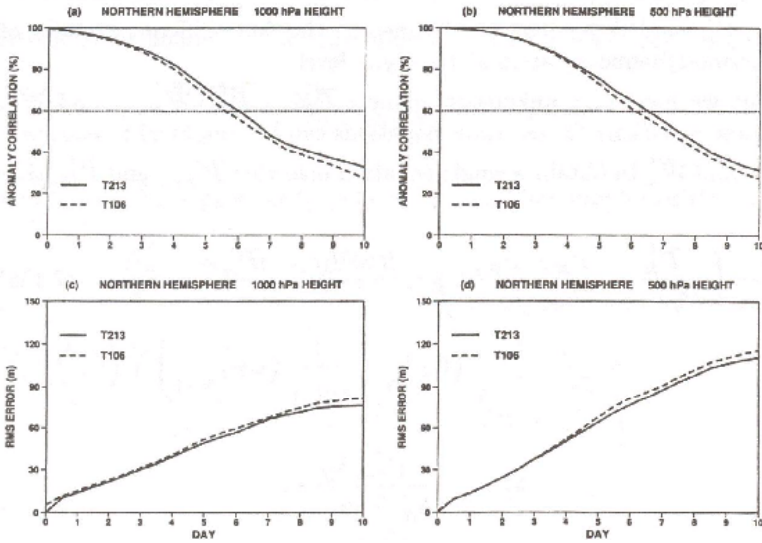 (a) NORTHERN HEMISPHERE 1000 hPa HEIGHT
100
80
60
40
20
0
ANOMALY CORRELATION (%)
T213
T106
0 1 2 3 4 5 6 7 8 9 10
(b) NORTHERN HEMISPHERE 500 hPa HEIGHT
100
80
60
40
20
0
ANOMALY CORRELATION (%)
T213
T106
0 1 2 3 4 5 6 7 8 9 10
(c) NORTHERN HEMISPHERE 1000 hPa HEIGHT
150
120
90
60
30
0
RMS ERROR (m)
T213
T106
0 1 2 3 4 5 6 7 8 9 10
DAY
(d) NORTHERN HEMISPHERE 500 hPa HEIGHT
150
120
90
60
30
0
RMS ERROR (m)
T213
T106
0 1 2 3 4 5 6 7 8 9 10
DAY